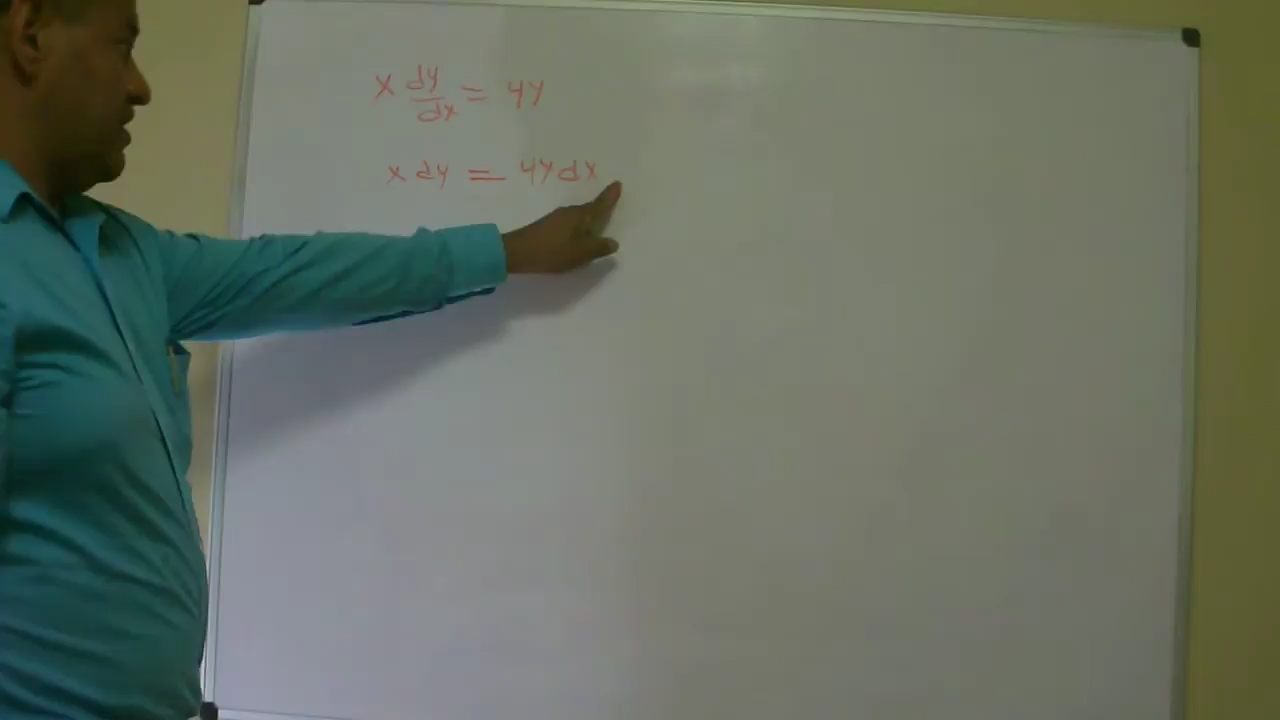 x dy/dx = 4y
x dy = 4y dx